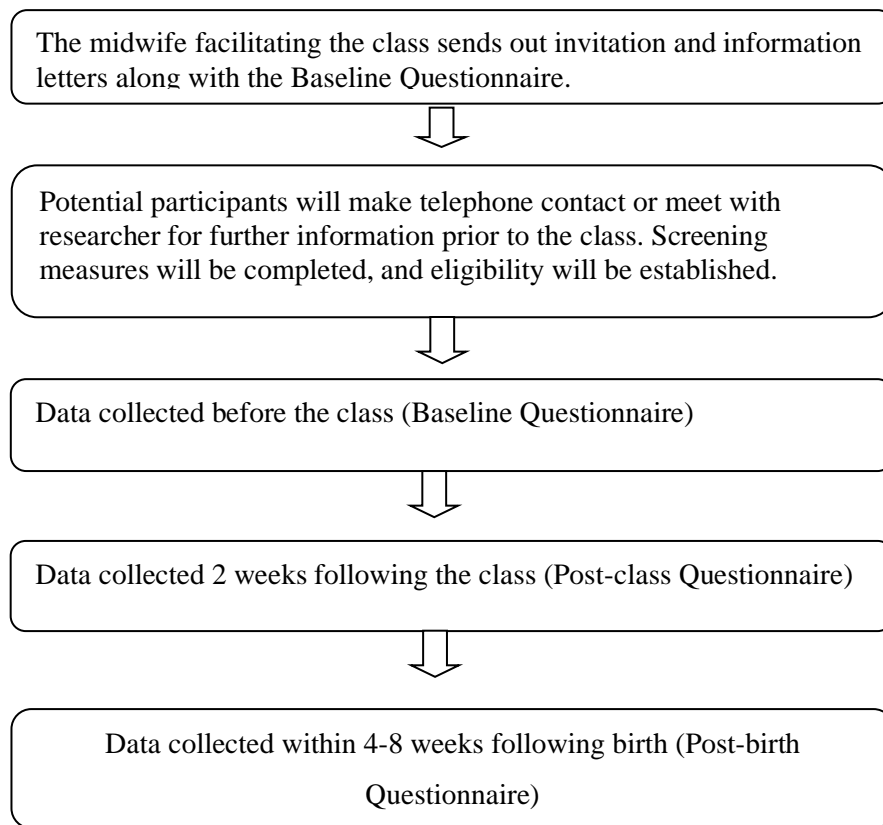 The midwife facilitating the class sends out invitation and information
letters along with the Baseline Questionnaire.
Potential participants will make telephone contact or meet with
researcher for further information prior to the class. Screening
measures will be completed, and eligibility will be established.
Data collected before the class (Baseline Questionnaire)
Data collected 2 weeks following the class (Post-class Questionnaire)
Data collected within 4-8 weeks following birth (Post-birth
Questionnaire)